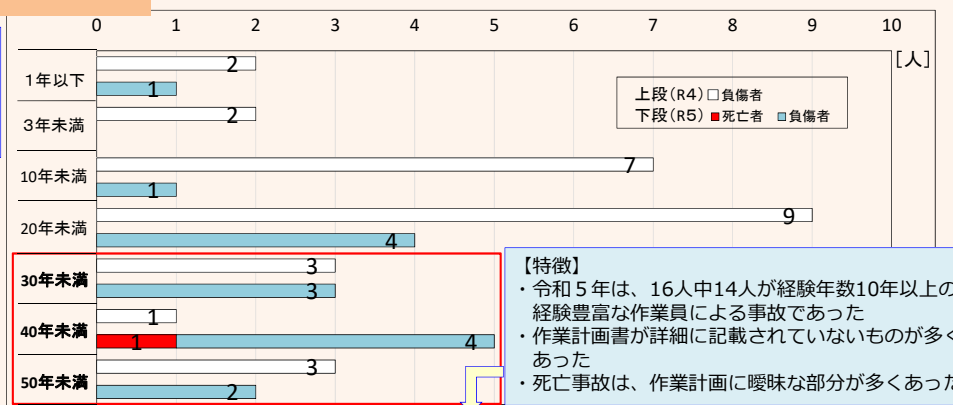 0 1 2 3 4 5 6 7 8 9 10
[人]
1年以下
2
1
3年未満
2
10年未満
7
1
20年未満
9
4
30年未満
3
3
40年未満
1
1 4
50年未満
3
2
上段(R4) 負傷者
下段(R5) 死亡者 負傷者
【特徴】
・令和5年は、16人中14人が経験年数10年以上の
経験豊富な作業員による事故であった
・作業計画書が詳細に記載されていないものが多く
あった
・死亡事故は、作業計画に曖昧な部分が多くあった